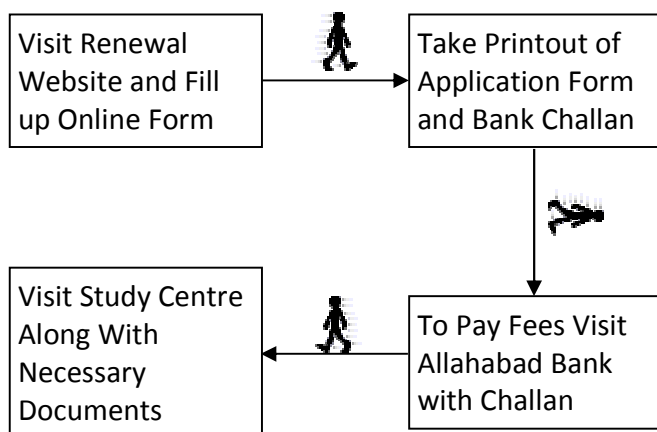 Visit Renewal
Website and Fill
up Online Form
Take Printout of
Application Form
and Bank Challan
To Pay Fees Visit
Allahabad Bank
with Challan
Visit Study Centre
Along With
Necessary
Documents